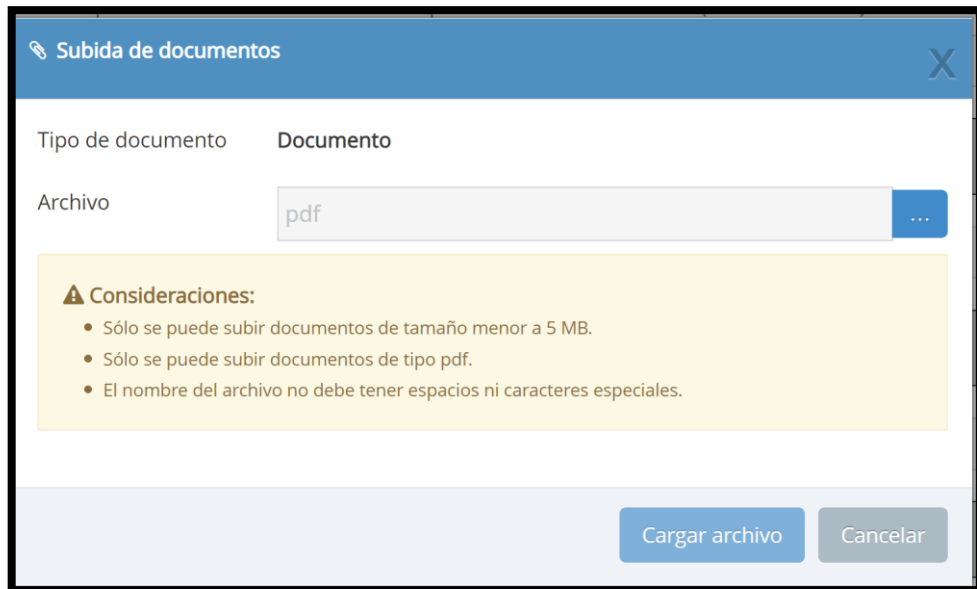 Subida de documentos
X
Tipo de documento Documento
Archivo pdf ...
Consideraciones:
• Sólo se puede subir documentos de tamaño menor a 5 MB.
• Sólo se puede subir documentos de tipo pdf.
• El nombre del archivo no debe tener espacios ni caracteres especiales.
Cargar archivo Cancelar